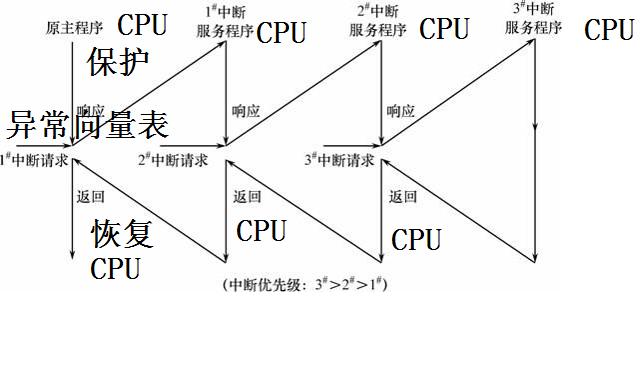 原主程序 CPU
1#中断
服务程序 CPU
2#中断
服务程序 CPU
3#中断
服务程序 CPU
保护
响应
响应
响应
异常向量表
1#中断请求
2#中断请求
3#中断请求
返回
返回
返回
恢复
CPU
CPU
CPU
(中断优先级：3#>2#>1#)